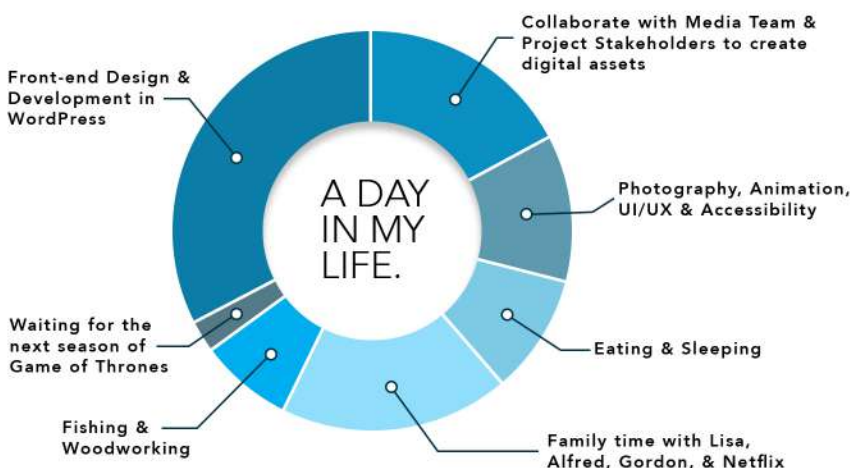 A DAY
IN MY
LIFE.
Collaborate with Media Team &
Project Stakeholders to create
digital assets
Photography, Animation,
UI/UX & Accessibility
Eating & Sleeping
Family time with Lisa,
Alfred, Gordon, & Netflix
Fishing &
Woodworking
Waiting for the
next season of
Game of Thrones
Front-end Design &
Development in
WordPress